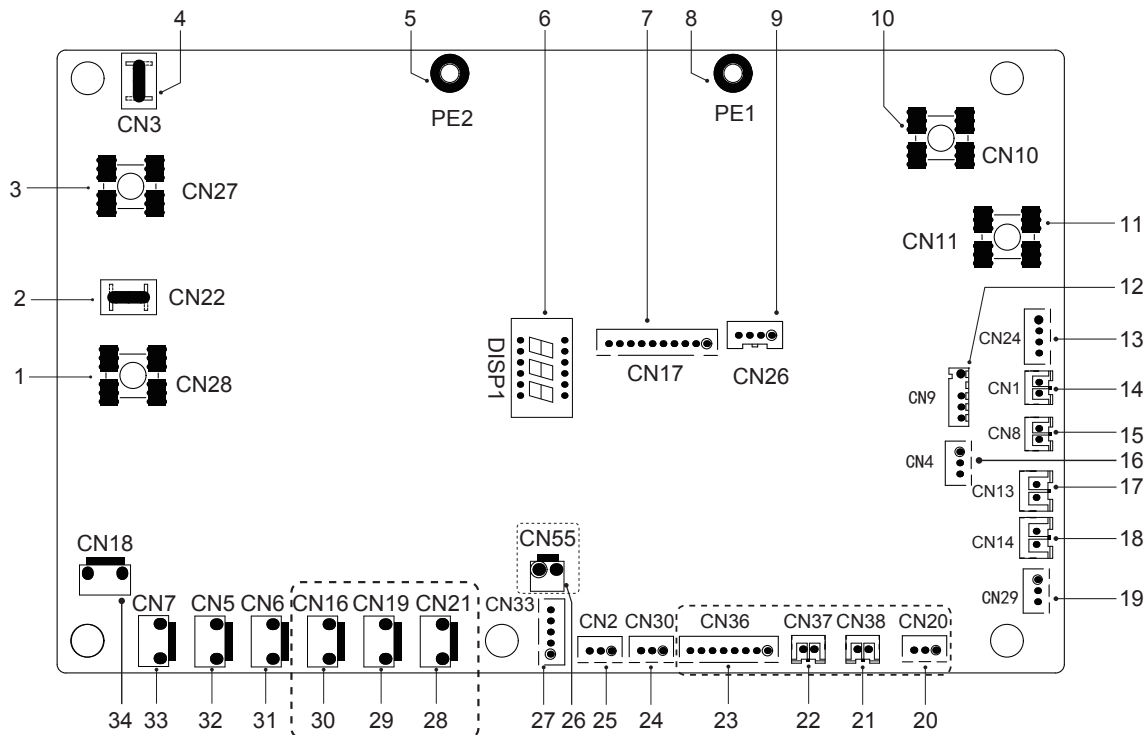 4 5 6 7 8 9 10
CN3 PE2 PE1
CN10
3 CN27
CN11 11
12
2 CN22
CN24 13
DISP1 CN17 CN26
1 CN28
CN9 CN1 14
CN8 15
CN4 16
CN13 17
CN14 18
CN18 CN55
CN29 19
CN7 CN5 CN6 CN16 CN19 CN21 CN33 CN2 CN30 CN36 CN37 CN38 CN20
34 33 32 31 30 29 28 27 26 25 24 23 22 21 20